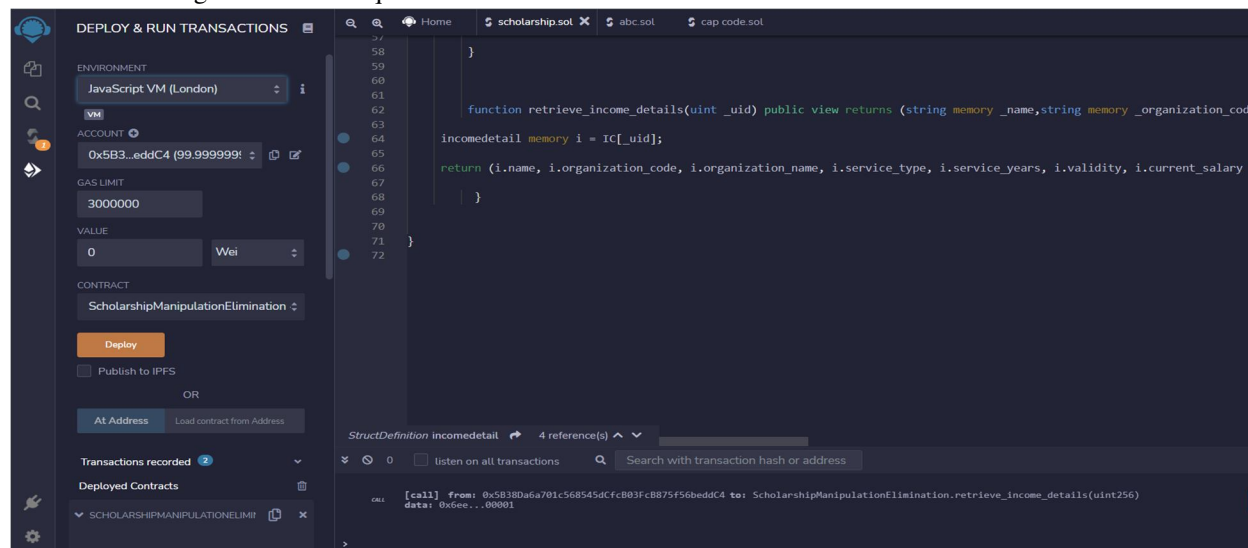 DEPLOY & RUN TRANSACTIONS
ENVIRONMENT
JavaScript VM (London)
VM
ACCOUNT
0x5B3...eddC4 (99.9999999
GAS LIMIT
3000000
VALUE
0 Wei
CONTRACT
ScholarshipManipulationElimination
Deploy
Publish to IPFS
OR
At Address Load contract from Address
Transactions recorded 2
Deployed Contracts
SCHOLARSHIPMANIPULATIONELIMI
Home scholarship.sol abc.sol cap code.sol
57
58 }
59
60
61
62 function retrieve_income_details(uint _uid) public view returns (string memory _name,string memory _organization_cod
63
64 incomedetail memory i = IC[_uid];
65
66 return (i.name, i.organization_code, i.organization_name, i.service_type, i.service_years, i.validity, i.current_salary
67
68 }
69
70
71 }
72
StructDefinition incomedetail 4 reference(s)
0 listen on all transactions Search with transaction hash or address
CALL [call] from: 0x5B38Da6a701c568545dCfcB03FcB875f56beddC4 to: ScholarshipManipulationElimination.retrieve_income_details(uint256)
data: 0x6ee...00001
>